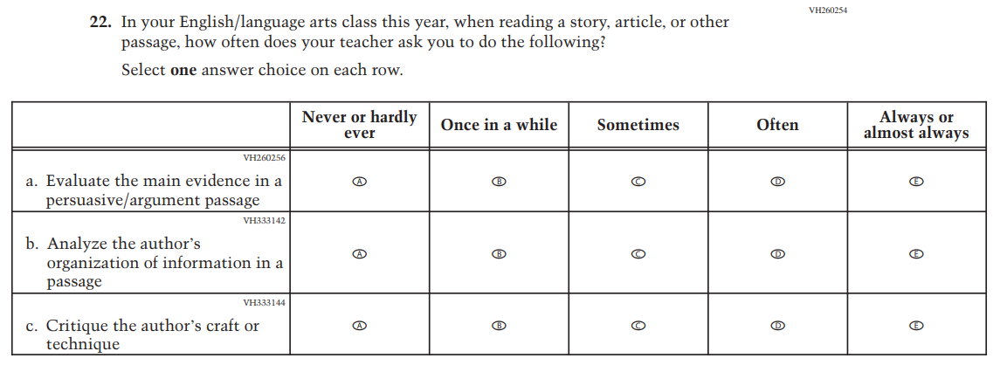 VH260254
22. In your English/language arts class this year, when reading a story, article, or other
passage, how often does your teacher ask you to do the following?
Select one answer choice on each row.
Never or hardly
ever
Once in a while
Sometimes
Often
Always or
almost always
VH260256
a. Evaluate the main evidence in a
persuasive/argument passage
A B C D E
VH333142
b. Analyze the author's
organization of information in a
passage
A B C D E
VH333144
c. Critique the author's craft or
technique
A B C D E